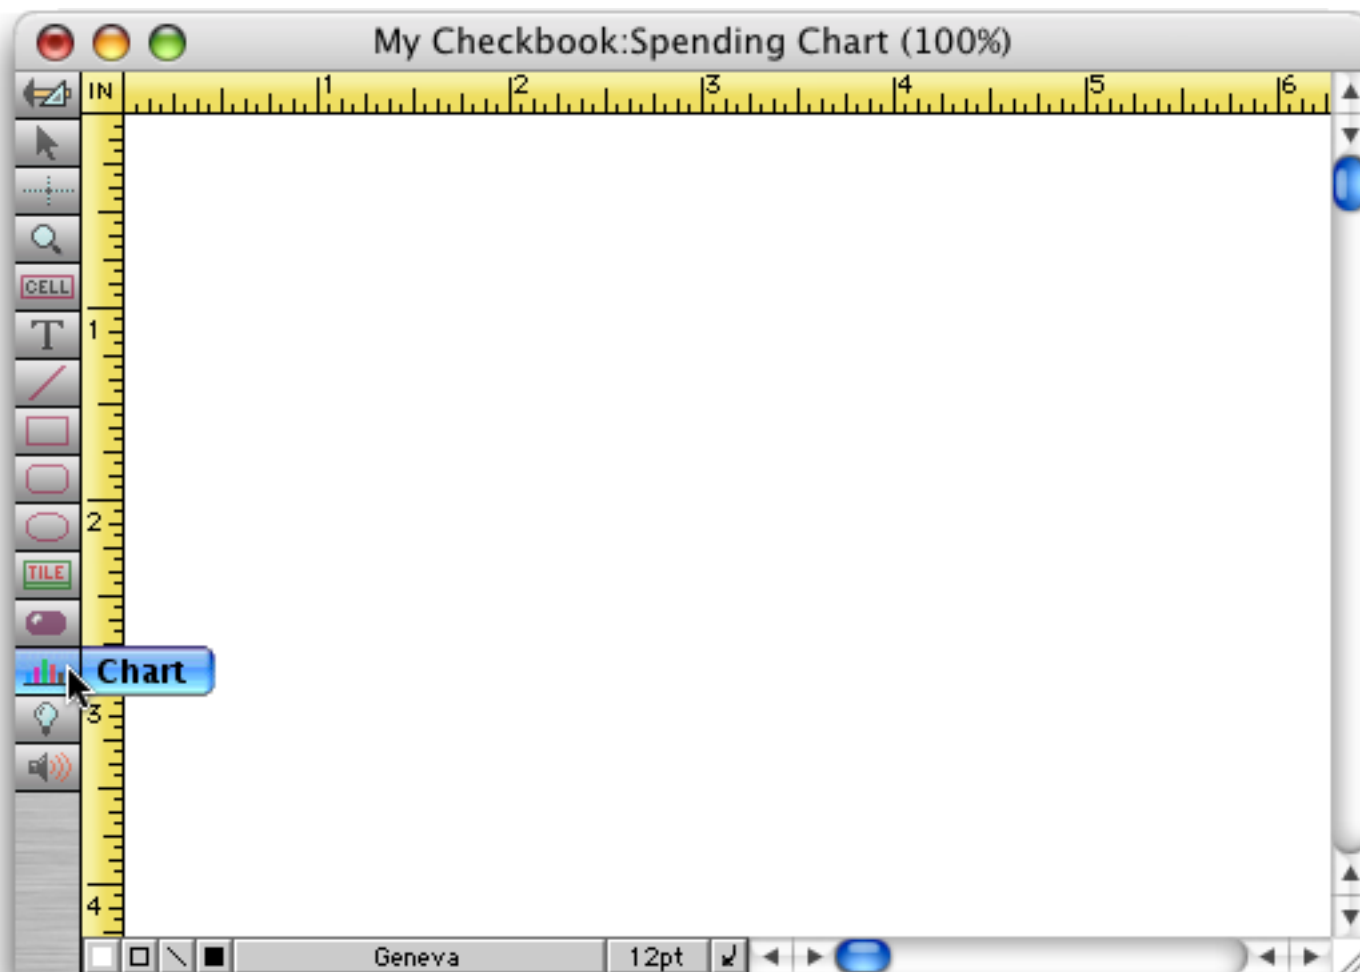 My Checkbook:Spending Chart (100%)
IN 1 2 3 4 5 6
CELL
T
1
2
TILE
Chart
3
4
Geneva 12pt